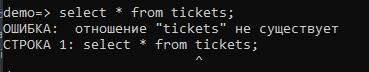 demo=> select * from tickets;
ОШИБКА:  отношение "tickets" не существует
СТРОКА 1: select * from tickets;
^